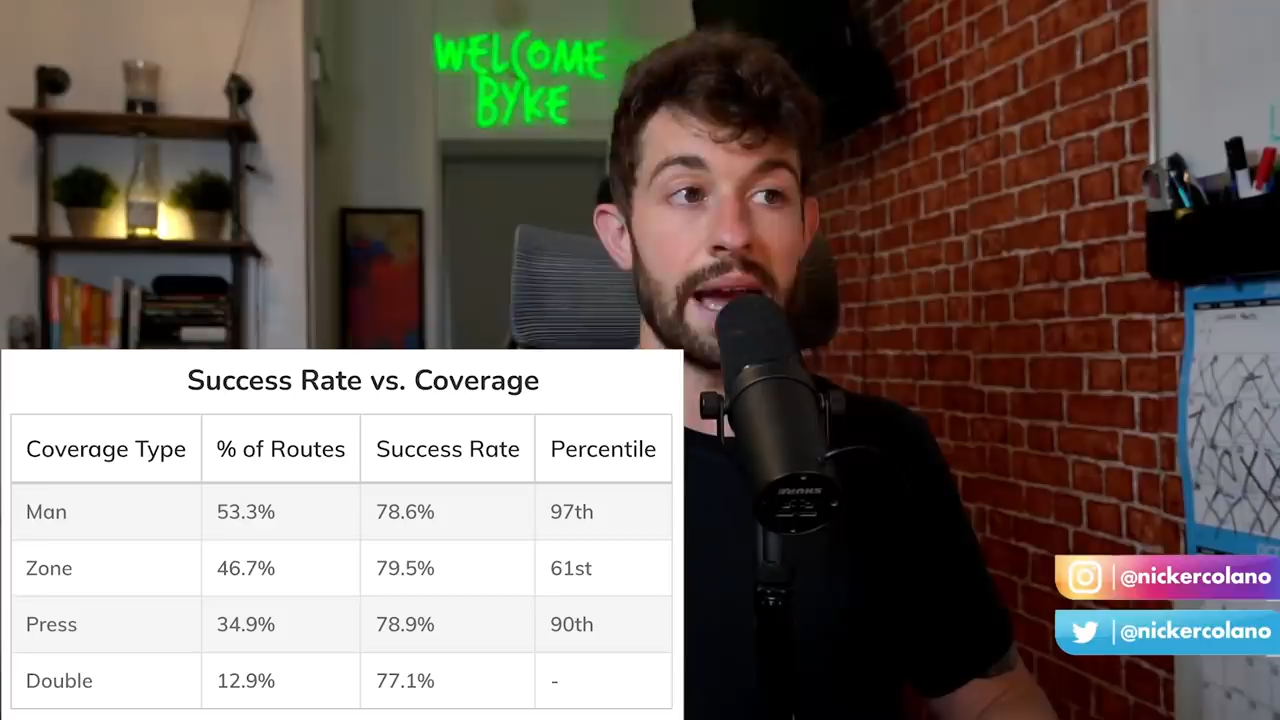 WELCOME
BYKE
Success Rate vs. Coverage
Coverage Type % of Routes Success Rate Percentile
Man 53.3% 78.6% 97th
Zone 46.7% 79.5% 61st
Press 34.9% 78.9% 90th
Double 12.9% 77.1% -
@nickercolano
@nickercolano